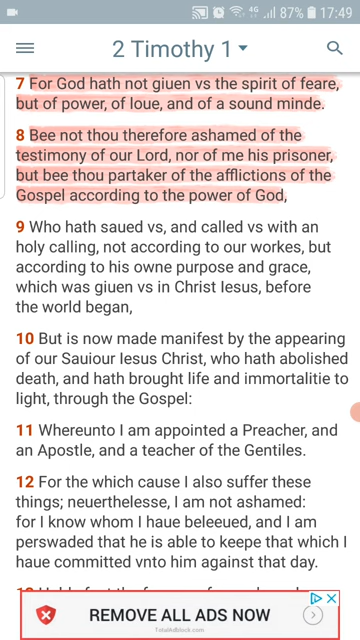 4G 87% 17:49
2 Timothy 1
7 For God hath not giuen vs the spirit of feare,
but of power, of loue, and of a sound minde.
8 Bee not thou therefore ashamed of the
testimony of our Lord, nor of me his prisoner,
but bee thou partaker of the afflictions of the
Gospel according to the power of God,
9 Who hath saued vs, and called vs with an
holy calling, not according to our workes, but
according to his owne purpose and grace,
which was giuen vs in Christ Iesus, before
the world began,
10 But is now made manifest by the appearing
of our Sauiour Iesus Christ, who hath abolished
death, and hath brought life and immortalitie to
light, through the Gospel:
11 Whereunto I am appointed a Preacher, and
an Apostle, and a teacher of the Gentiles.
12 For the which cause I also suffer these
things; neuerthelesse, I am not ashamed:
for I know whom I haue beleeued, and I am
perswaded that he is able to keepe that which I
haue committed vnto him against that day.
REMOVE ALL ADS NOW
TotalAdblock.com